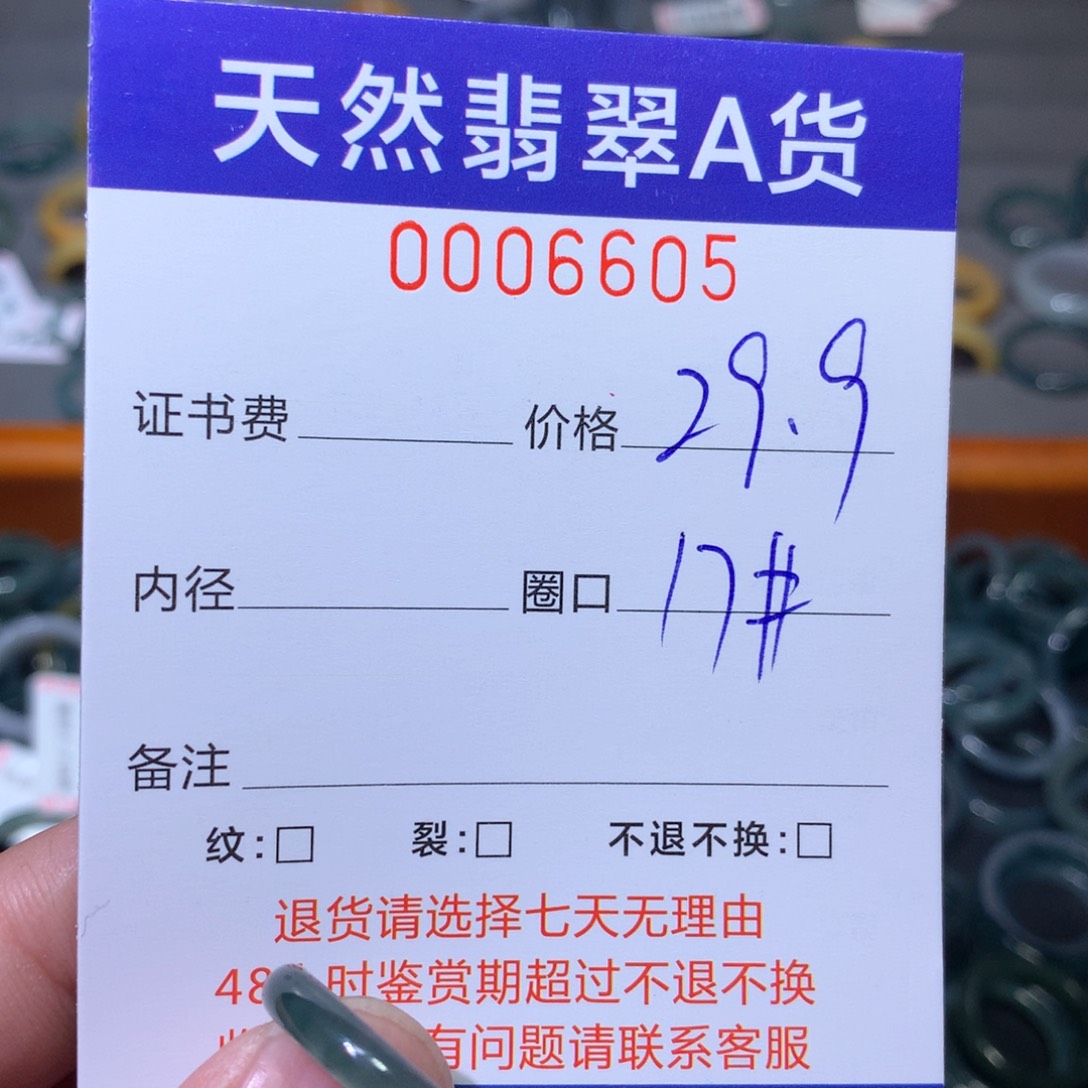 天然翡翠A货
0006605
证书费 价格 29.9
内径 圈口 17#
备注
纹:□ 裂:□ 不退不换:□
退货请选择七天无理由
48 时鉴赏期超过不退不换
有问题请联系客服